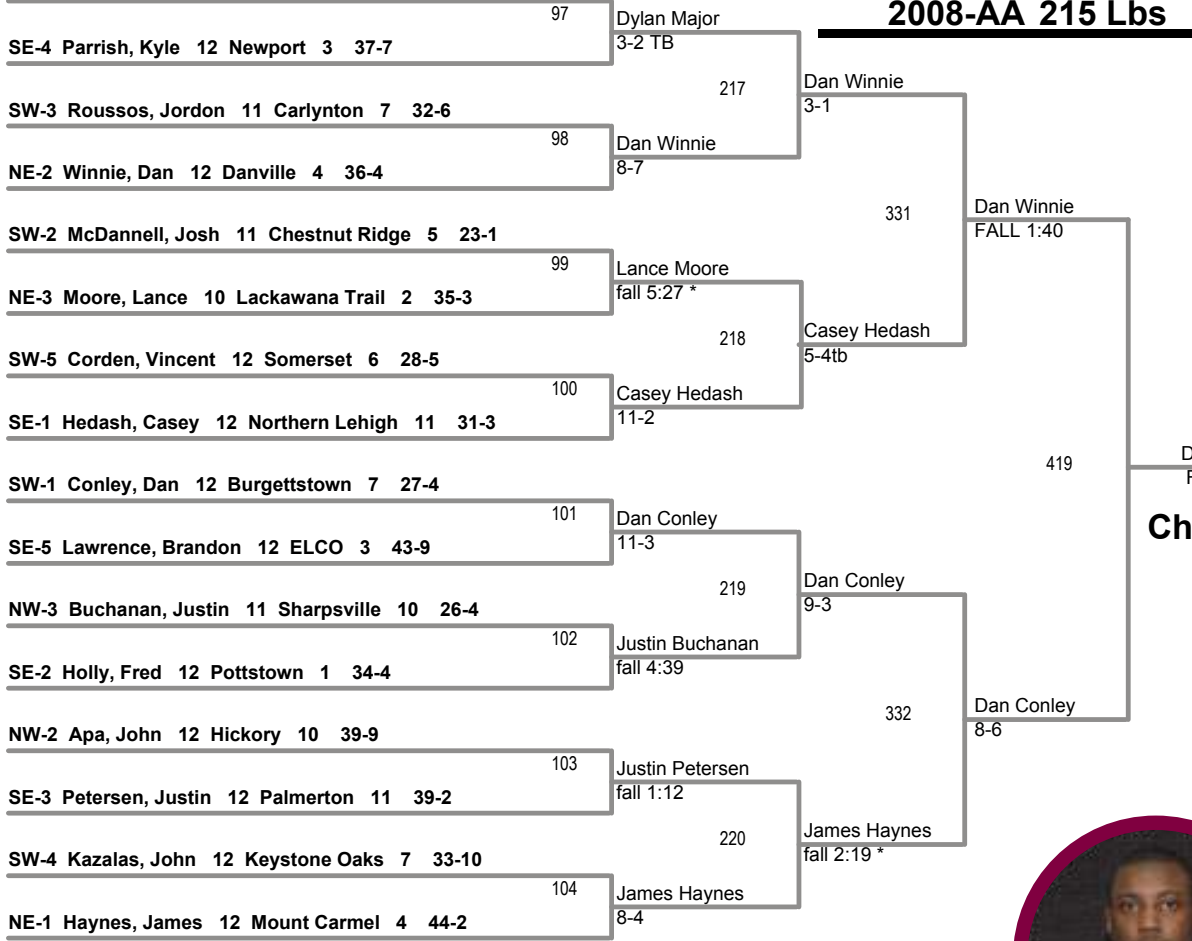 2008-AA 215 Lbs
97
Dylan Major
3-2 TB
SE-4 Parrish, Kyle 12 Newport 3 37-7
217
Dan Winnie
3-1
SW-3 Roussos, Jordon 11 Carlynton 7 32-6
98
Dan Winnie
8-7
NE-2 Winnie, Dan 12 Danville 4 36-4
331
Dan Winnie
FALL 1:40
SW-2 McDannell, Josh 11 Chestnut Ridge 5 23-1
99
Lance Moore
fall 5:27 *
NE-3 Moore, Lance 10 Lackawana Trail 2 35-3
218
Casey Hedash
5-4tb
SW-5 Corden, Vincent 12 Somerset 6 28-5
100
Casey Hedash
11-2
SE-1 Hedash, Casey 12 Northern Lehigh 11 31-3
419
D
F
Ch
SW-1 Conley, Dan 12 Burgettstown 7 27-4
101
Dan Conley
11-3
SE-5 Lawrence, Brandon 12 ELCO 3 43-9
219
Dan Conley
9-3
NW-3 Buchanan, Justin 11 Sharpsville 10 26-4
102
Justin Buchanan
fall 4:39
SE-2 Holly, Fred 12 Pottstown 1 34-4
332
Dan Conley
8-6
NW-2 Apa, John 12 Hickory 10 39-9
103
Justin Petersen
fall 1:12
SE-3 Petersen, Justin 12 Palmerton 11 39-2
220
James Haynes
fall 2:19 *
SW-4 Kazalas, John 12 Keystone Oaks 7 33-10
104
James Haynes
8-4
NE-1 Haynes, James 12 Mount Carmel 4 44-2